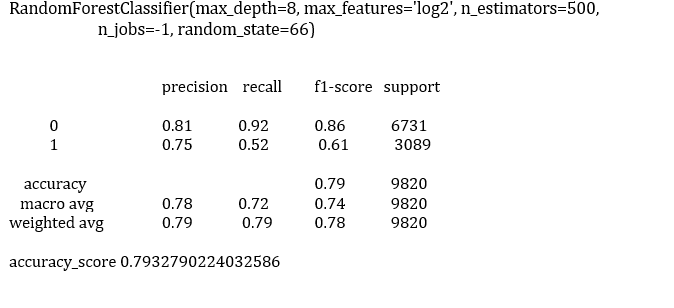 RandomForestClassifier(max_depth=8, max_features='log2', n_estimators=500,
n_jobs=-1, random_state=66)
precision recall f1-score support
0 0.81 0.92 0.86 6731
1 0.75 0.52 0.61 3089
accuracy 0.79 9820
macro avg 0.78 0.72 0.74 9820
weighted avg 0.79 0.79 0.78 9820
accuracy_score 0.7932790224032586